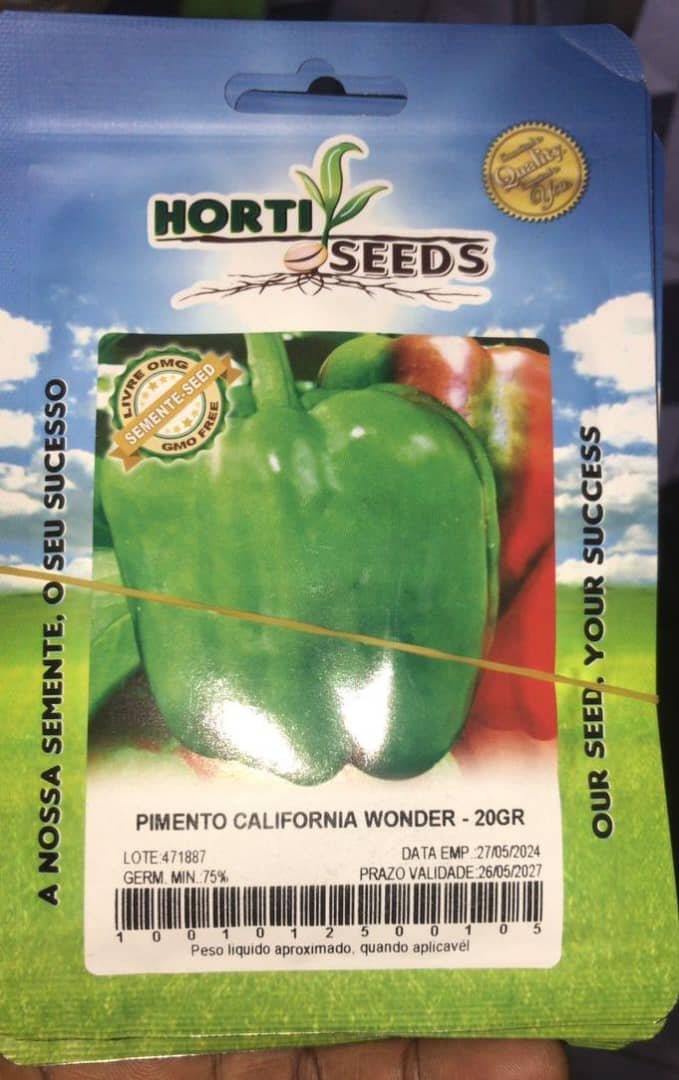 HORTI SEEDS
Quality
You
LIVRE OMG
SEMENTE-SEED
GMO FREE
A NOSSA SEMENTE, O SEU SUCESSO
OUR SEED, YOUR SUCCESS
PIMENTO CALIFORNIA WONDER - 20GR
LOTE:471887 DATA EMP.:27/05/2024
GERM. MIN.:75% PRAZO VALIDADE:26/05/2027
1 0 0 1 0 1 2 5 0 0 1 0 5
Peso liquido aproximado, quando aplicavél